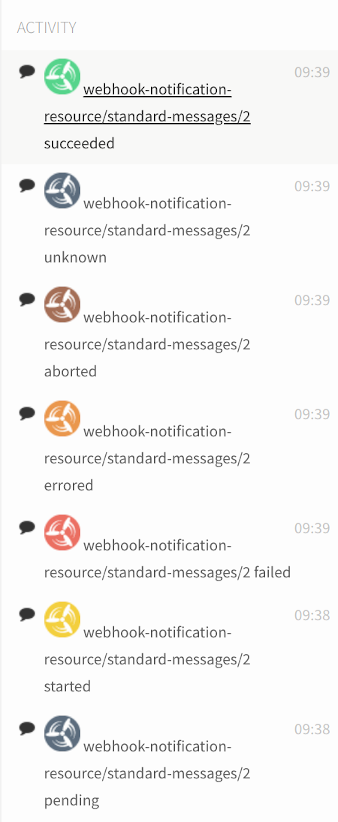 ACTIVITY
09:39
webhook-notification-
resource/standard-messages/2
succeeded
09:39
webhook-notification-
resource/standard-messages/2
unknown
09:39
webhook-notification-
resource/standard-messages/2
aborted
09:39
webhook-notification-
resource/standard-messages/2
errored
09:39
webhook-notification-
resource/standard-messages/2 failed
09:38
webhook-notification-
resource/standard-messages/2
started
09:38
webhook-notification-
resource/standard-messages/2
pending